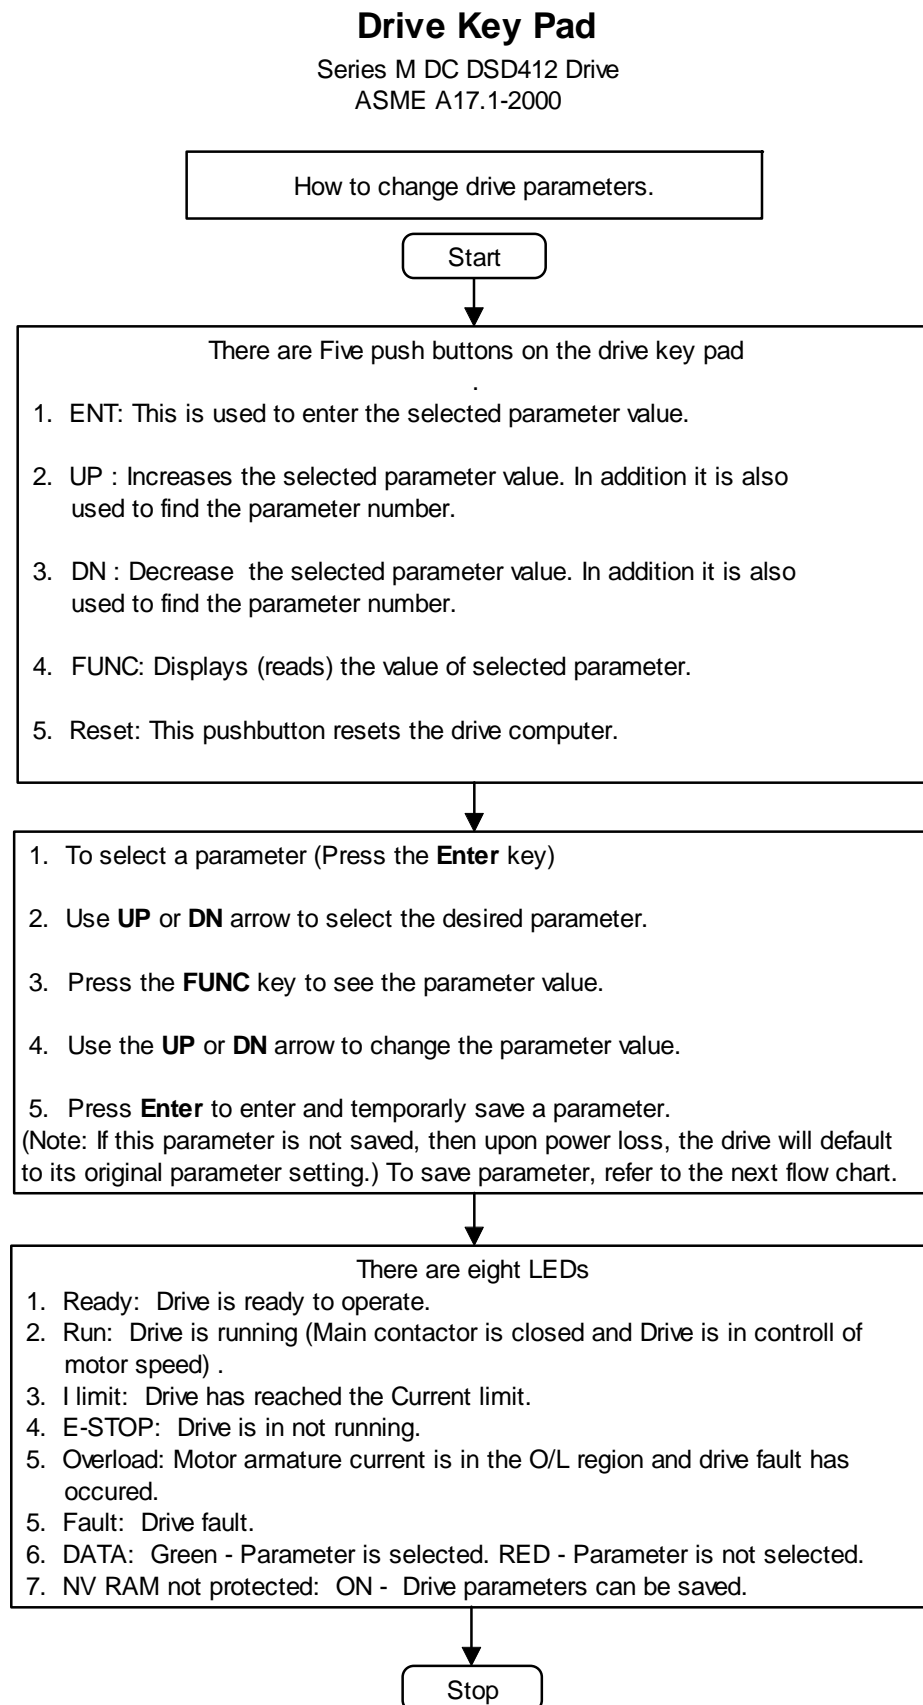 Drive Key Pad
Series M DC DSD412 Drive
ASME A17.1-2000
How to change drive parameters.
Start
There are Five push buttons on the drive key pad
.
1. ENT: This is used to enter the selected parameter value.
2. UP : Increases the selected parameter value. In addition it is also
used to find the parameter number.
3. DN : Decrease the selected parameter value. In addition it is also
used to find the parameter number.
4. FUNC: Displays (reads) the value of selected parameter.
5. Reset: This pushbutton resets the drive computer.
1. To select a parameter (Press the Enter key)
2. Use UP or DN arrow to select the desired parameter.
3. Press the FUNC key to see the parameter value.
4. Use the UP or DN arrow to change the parameter value.
5. Press Enter to enter and temporarly save a parameter.
(Note: If this parameter is not saved, then upon power loss, the drive will default
to its original parameter setting.) To save parameter, refer to the next flow chart.
There are eight LEDs
1. Ready: Drive is ready to operate.
2. Run: Drive is running (Main contactor is closed and Drive is in controll of
motor speed) .
3. I limit: Drive has reached the Current limit.
4. E-STOP: Drive is in not running.
5. Overload: Motor armature current is in the O/L region and drive fault has
occured.
5. Fault: Drive fault.
6. DATA: Green - Parameter is selected. RED - Parameter is not selected.
7. NV RAM not protected: ON - Drive parameters can be saved.
Stop